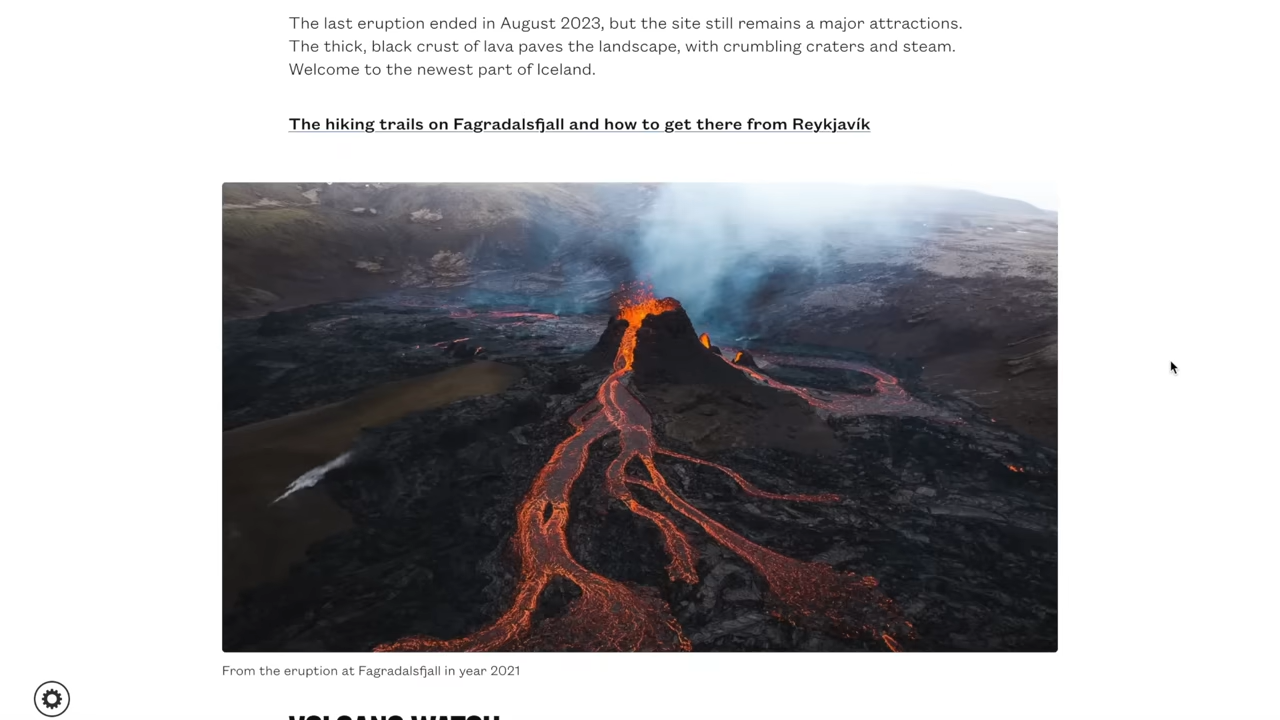 The last eruption ended in August 2023, but the site still remains a major attractions.
The thick, black crust of lava paves the landscape, with crumbling craters and steam.
Welcome to the newest part of Iceland.
The hiking trails on Fagradalsfjall and how to get there from Reykjavík
From the eruption at Fagradalsfjall in year 2021
VOLCANO WATCH